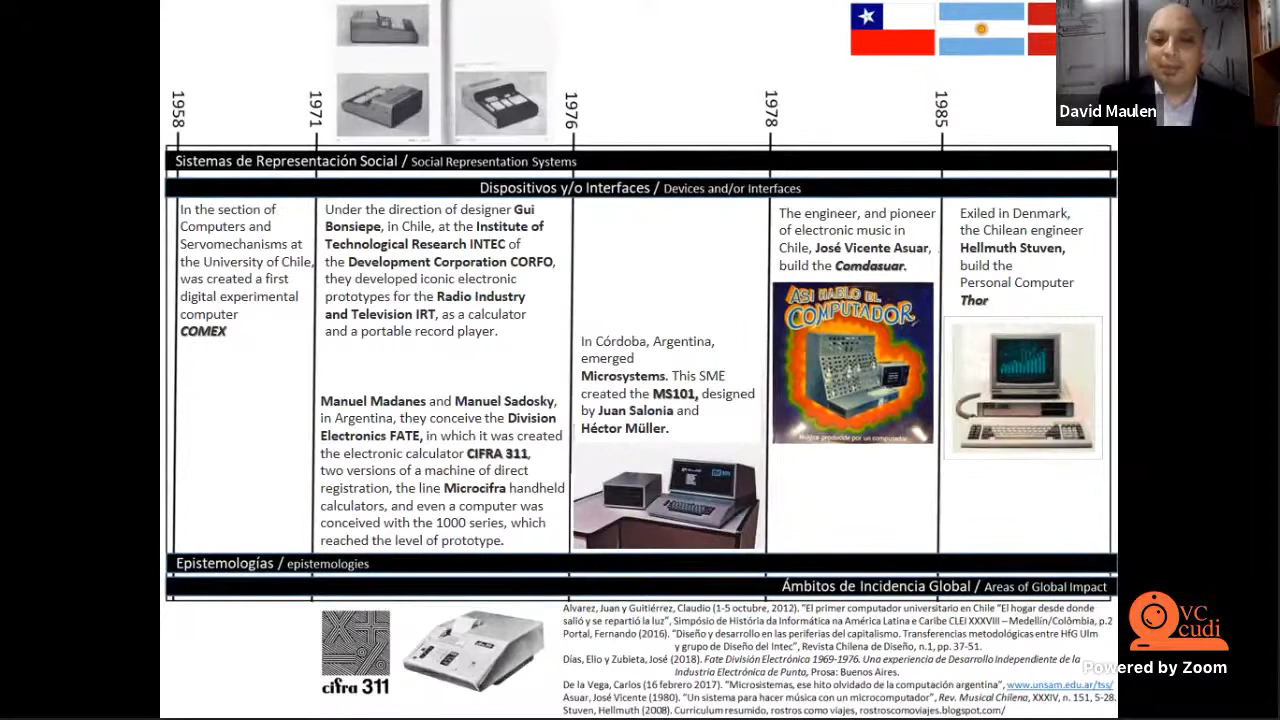 David Maulen
1958
1971
1976
1978
1985
Sistemas de Representación Social / Social Representation Systems
Dispositivos y/o Interfaces / Devices and/or Interfaces
In the section of
Computers and
Servomechanisms at
the University of Chile,
was created a first
digital experimental
computer
COMEX
Under the direction of designer Gui
Bonsiepe, in Chile, at the Institute of
Technological Research INTEC of
the Development Corporation CORFO,
they developed iconic electronic
prototypes for the Radio Industry
and Television IRT, as a calculator
and a portable record player.
Manuel Madanes and Manuel Sadosky,
in Argentina, they conceive the Division
Electronics FATE, in which it was created
the electronic calculator CIFRA 311,
two versions of a machine of direct
registration, the line Microcifra handheld
calculators, and even a computer was
conceived with the 1000 series, which
reached the level of prototype.
In Córdoba, Argentina,
emerged
Microsystems. This SME
created the MS101, designed
by Juan Salonia and
Héctor Müller.
The engineer, and pioneer
of electronic music in
Chile, José Vicente Asuar,
build the Comdasuar.
ASI HABLO EL
COMPUTADOR
Música producida por un computador
Exiled in Denmark,
the Chilean engineer
Hellmuth Stuven,
build the
Personal Computer
Thor
Epistemologías / epistemologies
Ámbitos de Incidencia Global / Areas of Global Impact
cifra 311
Alvarez, Juan y Guitiérrez, Claudio (1-5 octubre, 2012). "El primer computador universitario en Chile "El hogar desde donde
salió y se repartió la luz", Simpósio de História da Informática na América Latina e Caribe CLEI XXXVIII – Medellín/Colômbia, p.2
Portal, Fernando (2016). "Diseño y desarrollo en las periferias del capitalismo. Transferencias metodológicas entre HfG Ulm
y grupo de Diseño del Intec", Revista Chilena de Diseño, n.1, pp. 37-51.
Días, Elio y Zubieta, José (2018). Fate División Electrónica 1969-1976. Una experiencia de Desarrollo Independiente de la
Industria Electrónica de Punta, Prosa: Buenos Aires.
De la Vega, Carlos (16 febrero 2017). "Microsistemas, ese hito olvidado de la computación argentina", www.unsam.edu.ar/tss/
Asuar, José Vicente (1980). "Un sistema para hacer música con un microcomputador", Rev. Musical Chilena, XXXIV, n. 151, 5-28.
Stuven, Hellmuth (2008). Curriculum resumido, rostros como viajes, rostroscomoviajes.blogspot.com/
VC
cudi
Powered by Zoom